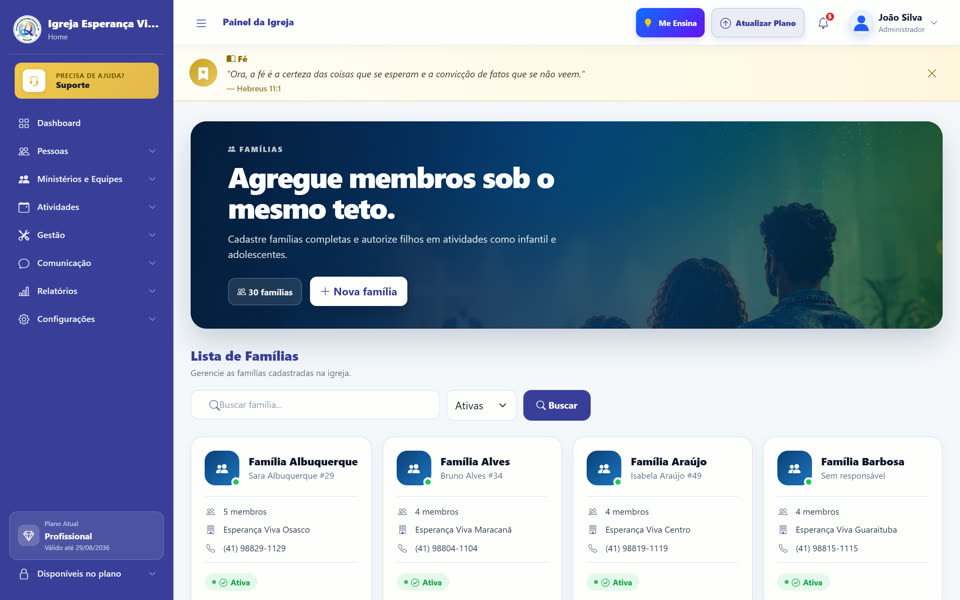 Igreja Esperança Vi...
Home
PRECISA DE AJUDA?
Suporte
Dashboard
Pessoas
Ministérios e Equipes
Atividades
Gestão
Comunicação
Relatórios
Configurações
Plano Atual
Profissional
Válido até 29/08/2036
Disponíveis no plano
Painel da Igreja
Me Ensina
Atualizar Plano
5
João Silva
Administrador
Fé
"Ora, a fé é a certeza das coisas que se esperam e a convicção de fatos que se não veem."
— Hebreus 11:1
FAMÍLIAS
Agregue membros sob o
mesmo teto.
Cadastre famílias completas e autorize filhos em atividades como infantil e
adolescentes.
30 famílias
+ Nova família
Lista de Famílias
Gerencie as famílias cadastradas na igreja.
Buscar família...
Ativas
Buscar
Família Albuquerque
Sara Albuquerque #29
5 membros
Esperança Viva Osasco
(41) 98829-1129
Ativa
Família Alves
Bruno Alves #34
4 membros
Esperança Viva Maracanã
(41) 98804-1104
Ativa
Família Araújo
Isabela Araújo #49
4 membros
Esperança Viva Centro
(41) 98819-1119
Ativa
Família Barbosa
Sem responsável
4 membros
Esperança Viva Guaraituba
(41) 98815-1115
Ativa